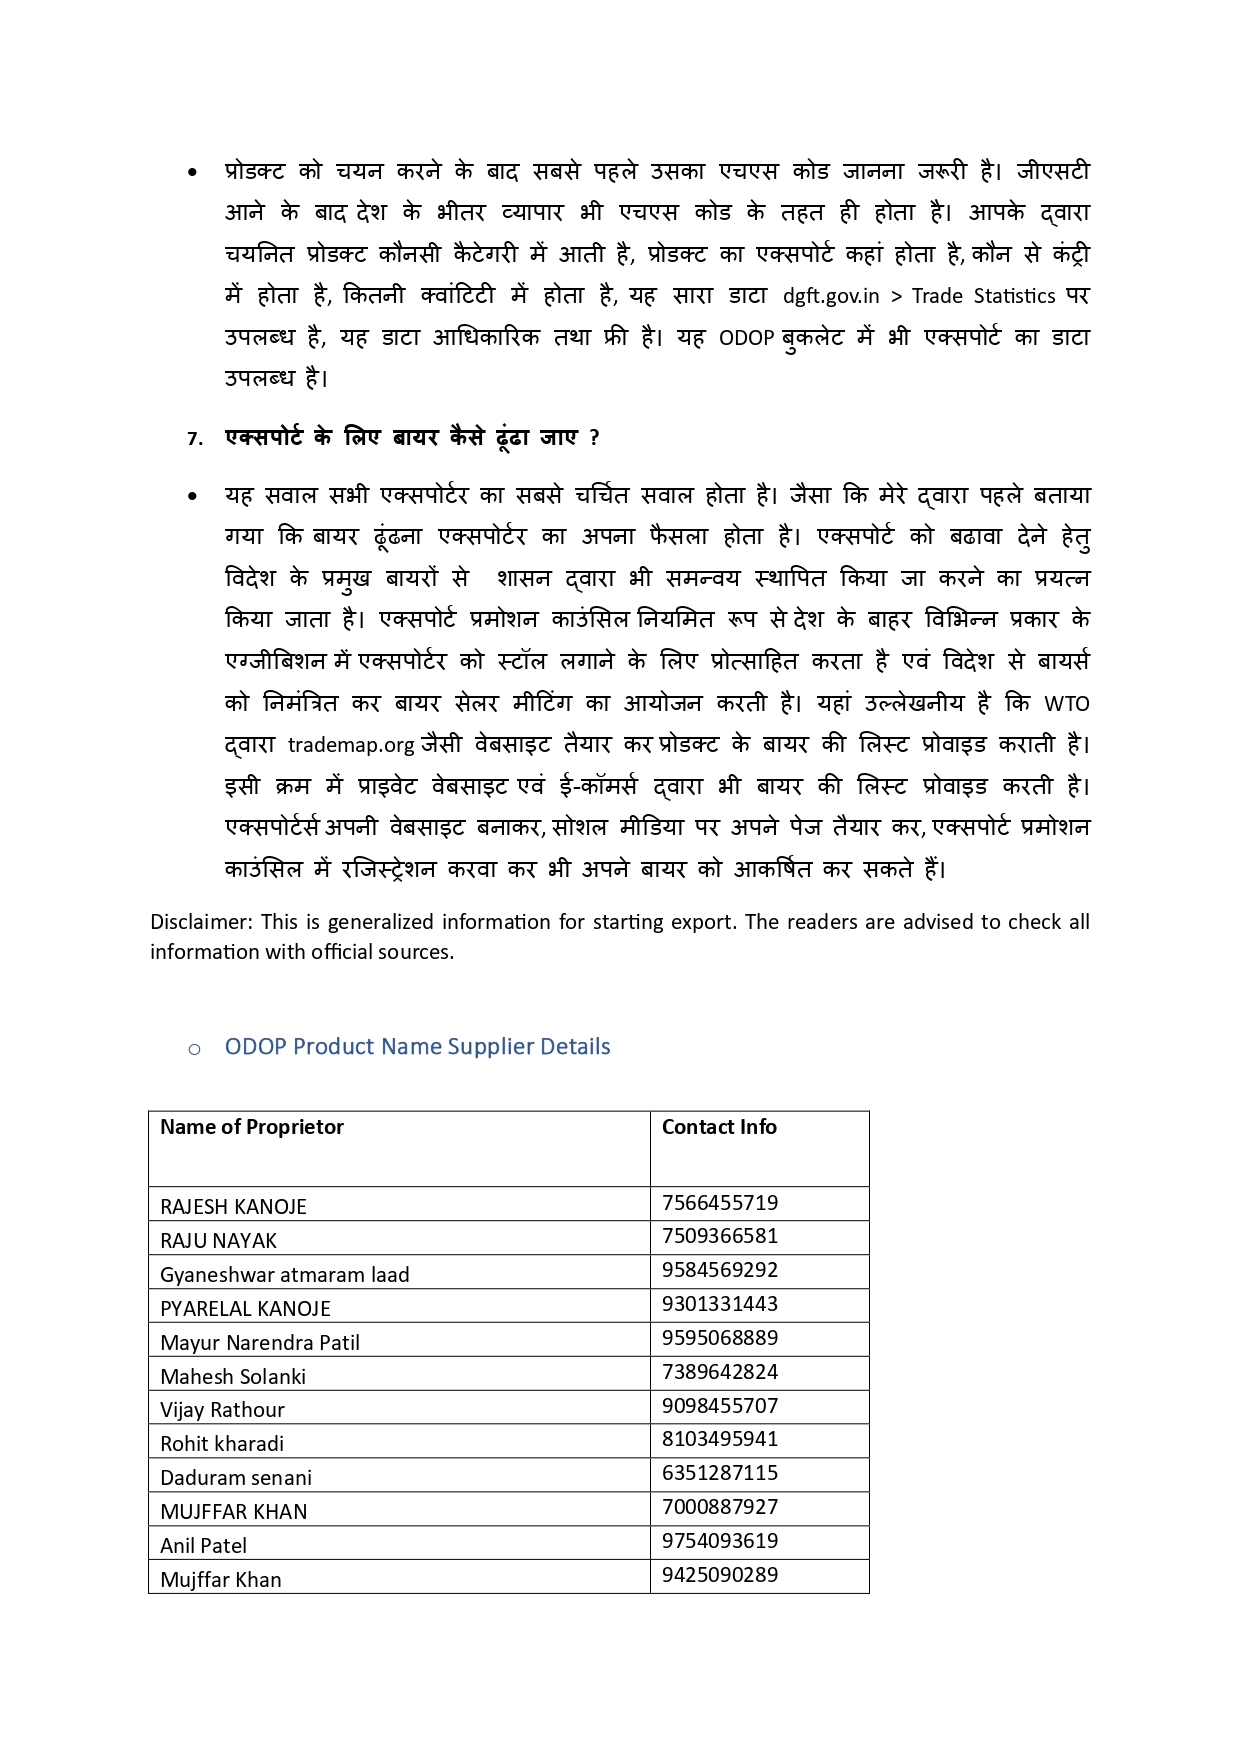 • प्रोडक्ट को चयन करने के बाद सबसे पहले उसका एचएस कोड जानना जरूरी है। जीएसटी
आने के बाद देश के भीतर व्यापार भी एचएस कोड के तहत ही होता है। आपके द्वारा
चयनित प्रोडक्ट कौनसी कैटेगरी में आती है, प्रोडक्ट का एक्सपोर्ट कहां होता है, कौन से कंट्री
में होता है, कितनी क्वांटिटी में होता है, यह सारा डाटा dgft.gov.in > Trade Statistics पर
उपलब्ध है, यह डाटा आधिकारिक तथा फ्री है। यह ODOP बुकलेट में भी एक्सपोर्ट का डाटा
उपलब्ध है।
7. एक्सपोर्ट के लिए बायर कैसे ढूंढा जाए ?
• यह सवाल सभी एक्सपोर्टर का सबसे चर्चित सवाल होता है। जैसा कि मेरे द्वारा पहले बताया
गया कि बायर ढूंढना एक्सपोर्टर का अपना फैसला होता है। एक्सपोर्ट को बढावा देने हेतु
विदेश के प्रमुख बायरों से शासन द्वारा भी समन्वय स्थापित किया जा करने का प्रयत्न
किया जाता है। एक्सपोर्ट प्रमोशन काउंसिल नियमित रूप से देश के बाहर विभिन्न प्रकार के
एग्जीबिशन में एक्सपोर्टर को स्टॉल लगाने के लिए प्रोत्साहित करता है एवं विदेश से बायर्स
को निमंत्रित कर बायर सेलर मीटिंग का आयोजन करती है। यहां उल्लेखनीय है कि WTO
द्वारा trademap.org जैसी वेबसाइट तैयार कर प्रोडक्ट के बायर की लिस्ट प्रोवाइड कराती है।
इसी क्रम में प्राइवेट वेबसाइट एवं ई-कॉमर्स द्वारा भी बायर की लिस्ट प्रोवाइड करती है।
एक्सपोर्टर्स अपनी वेबसाइट बनाकर, सोशल मीडिया पर अपने पेज तैयार कर, एक्सपोर्ट प्रमोशन
काउंसिल में रजिस्ट्रेशन करवा कर भी अपने बायर को आकर्षित कर सकते हैं।
Disclaimer: This is generalized information for starting export. The readers are advised to check all
information with official sources.
○ ODOP Product Name Supplier Details
Name of Proprietor Contact Info
RAJESH KANOJE 7566455719
RAJU NAYAK 7509366581
Gyaneshwar atmaram laad 9584569292
PYARELAL KANOJE 9301331443
Mayur Narendra Patil 9595068889
Mahesh Solanki 7389642824
Vijay Rathour 9098455707
Rohit kharadi 8103495941
Daduram senani 6351287115
MUJFFAR KHAN 7000887927
Anil Patel 9754093619
Mujffar Khan 9425090289